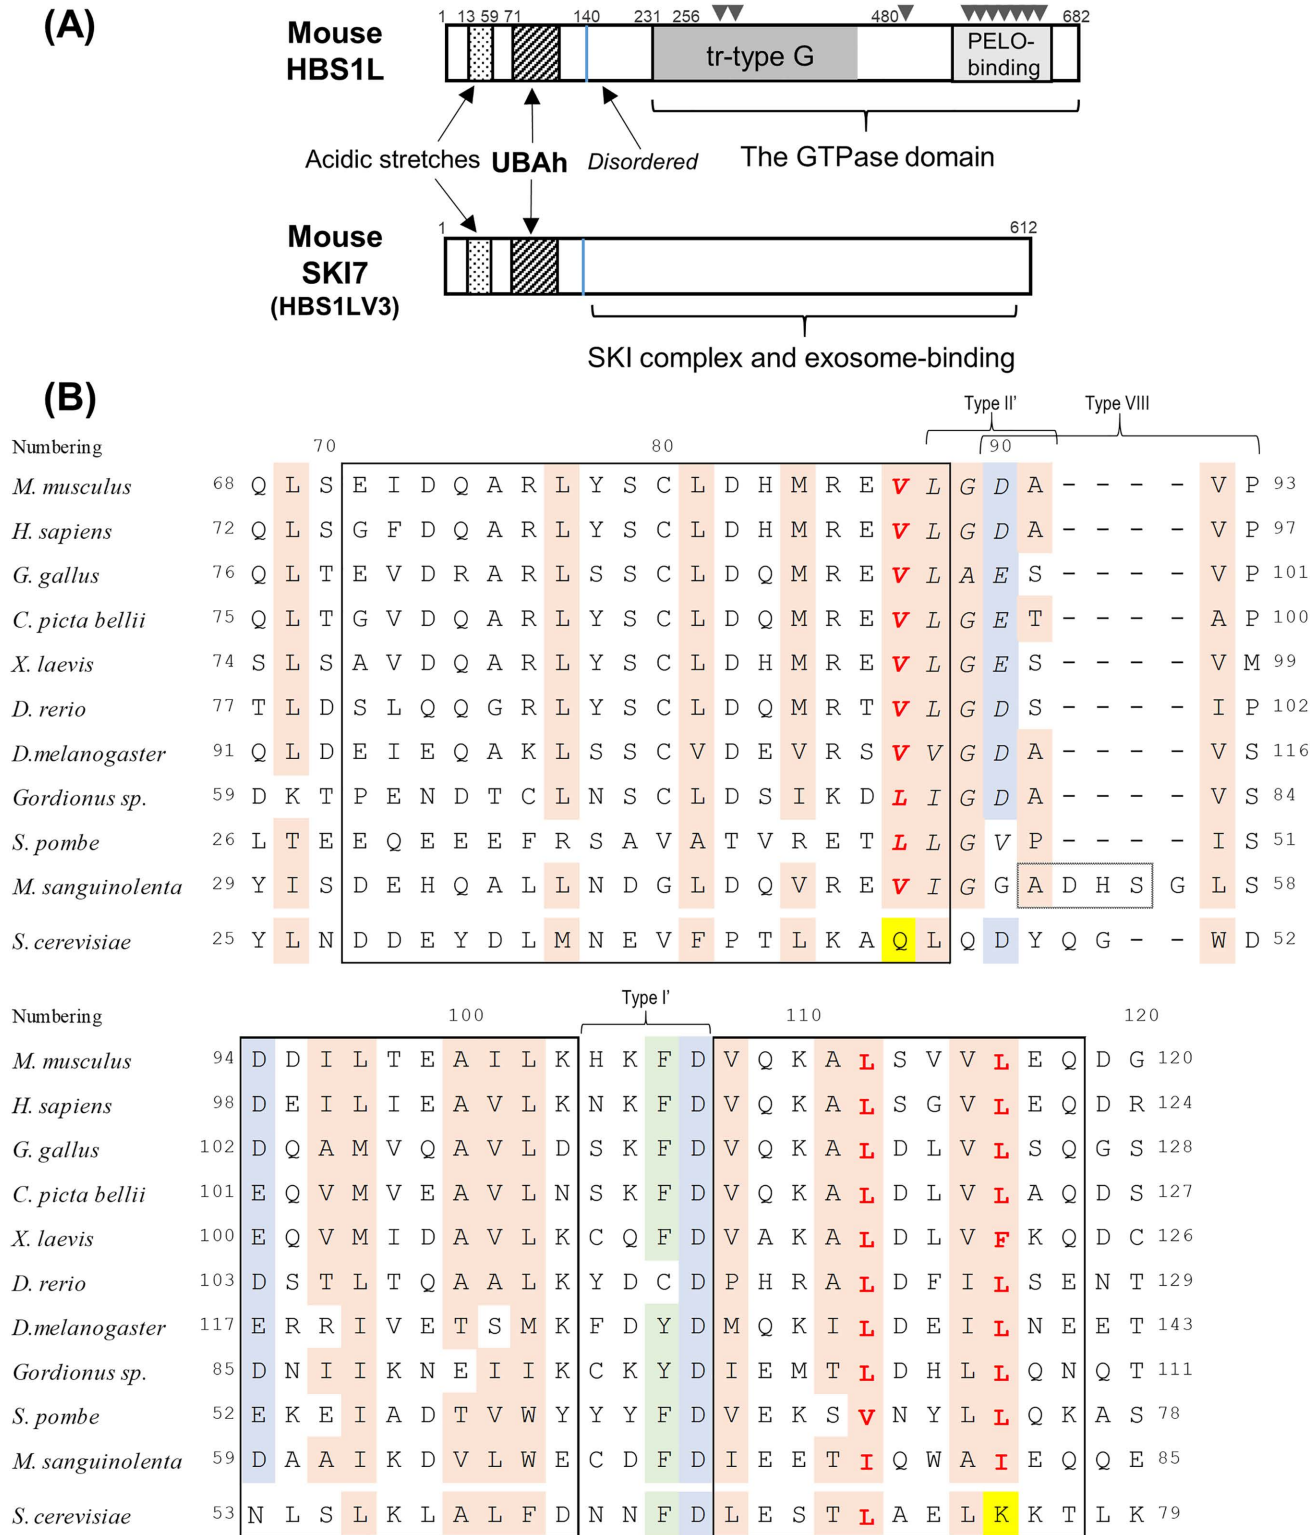 (A)
1 13 59 71 140 231 256 480 682
Mouse HBS1L
tr-type G
PELO-binding
Acidic stretches UBAh Disordered The GTPase domain
1 612
Mouse SKI7 (HBS1LV3)
SKI complex and exosome-binding
(B)
Type II' Type VIII
Numbering 70 80 90
M. musculus 68 Q L S E I D Q A R L Y S C L D H M R E V L G D A - - - - V P 93
H. sapiens 72 Q L S G F D Q A R L Y S C L D H M R E V L G D A - - - - V P 97
G. gallus 76 Q L T E V D R A R L S S C L D Q M R E V L A E S - - - - V P 101
C. picta bellii 75 Q L T G V D Q A R L Y S C L D Q M R E V L G E T - - - - A P 100
X. laevis 74 S L S A V D Q A R L Y S C L D H M R E V L G E S - - - - V M 99
D. rerio 77 T L D S L Q Q G R L Y S C L D Q M R T V L G D S - - - - I P 102
D.melanogaster 91 Q L D E I E Q A K L S S C V D E V R S V V G D A - - - - V S 116
Gordionus sp. 59 D K T P E N D T C L N S C L D S I K D L I G D A - - - - V S 84
S. pombe 26 L T E E Q E E E F R S A V A T V R E T L L G V P - - - - I S 51
M. sanguinolenta 29 Y I S D E H Q A L L N D G L D Q V R E V I G G A D H S G L S 58
S. cerevisiae 25 Y L N D D E Y D L M N E V F P T L K A Q L Q D Y Q G - - W D 52
Type I'
Numbering 100 110 120
M. musculus 94 D D I L T E A I L K H K F D V Q K A L S V V L E Q D G 120
H. sapiens 98 D E I L I E A V L K N K F D V Q K A L S G V L E Q D R 124
G. gallus 102 D Q A M V Q A V L D S K F D V Q K A L D L V L S Q G S 128
C. picta bellii 101 E Q V M V E A V L N S K F D V Q K A L D L V L A Q D S 127
X. laevis 100 E Q V M I D A V L K C Q F D V A K A L D L V F K Q D C 126
D. rerio 103 D S T L T Q A A L K Y D C D P H R A L D F I L S E N T 129
D.melanogaster 117 E R R I V E T S M K F D Y D M Q K I L D E I L N E E T 143
Gordionus sp. 85 D N I I K N E I I K C K Y D I E M T L D H L L Q N Q T 111
S. pombe 52 E K E I A D T V W Y Y Y F D V E K S V N Y L L Q K A S 78
M. sanguinolenta 59 D A A I K D V L W E C D F D I E E T I Q W A I E Q Q E 85
S. cerevisiae 53 N L S L K L A L F D N N F D L E S T L A E L K K T L K 79